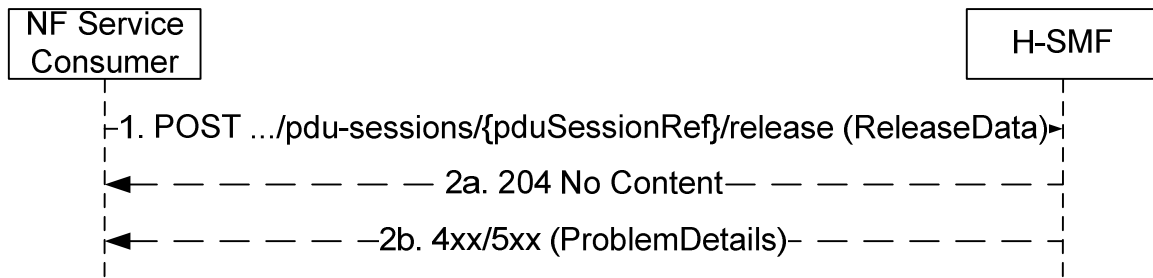 NF Service
Consumer
H-SMF
1. POST .../pdu-sessions/{pduSessionRef}/release (ReleaseData)
2a. 204 No Content
2b. 4xx/5xx (ProblemDetails)